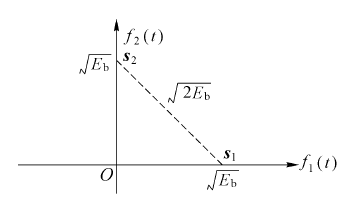 f₂(t)
s₂
√E_b
√2E_b
s₁
f₁(t)
O
√E_b